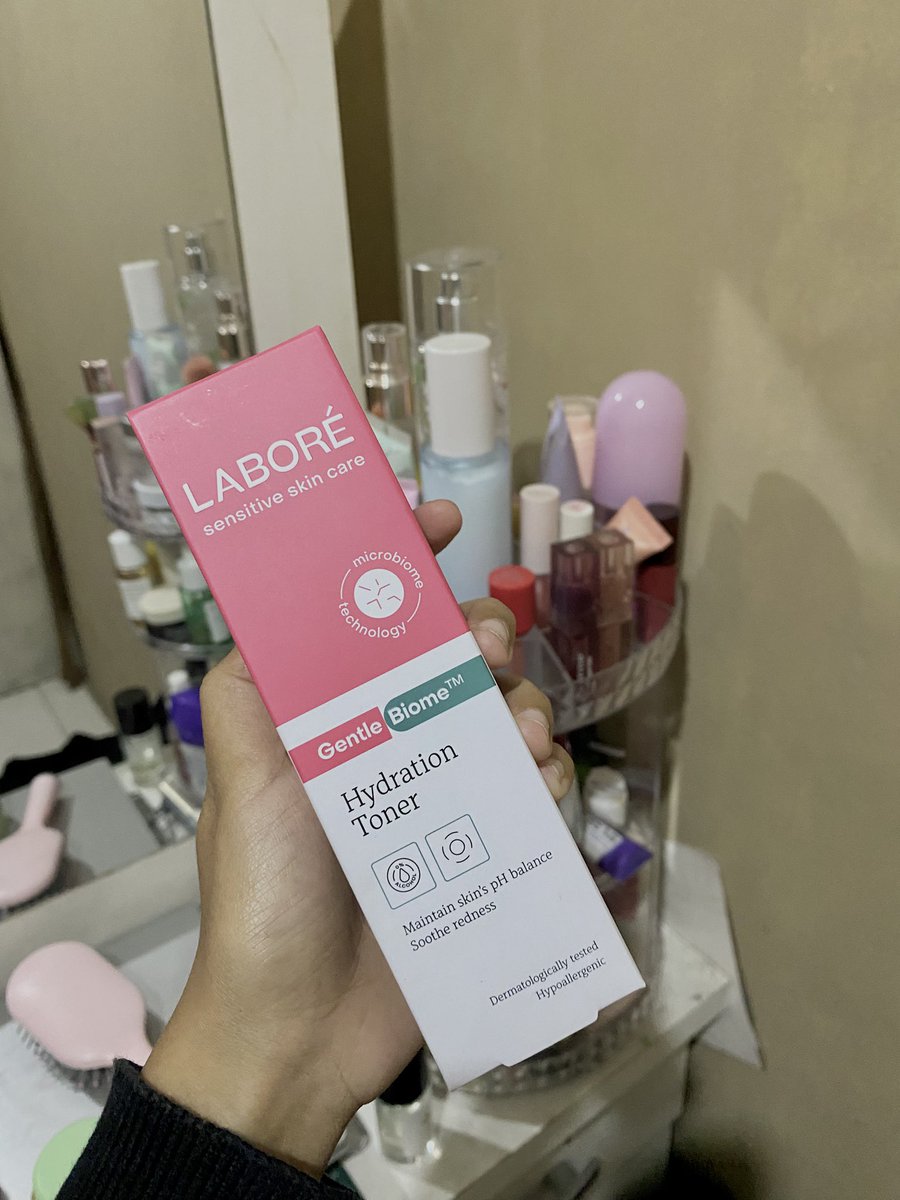 LABORÉ
sensitive skin care
microbiome
technology
Gentle Biome™
Hydration
Toner
0%
ALCOHOL
Maintain skin's pH balance
Soothe redness
Dermatologically tested
Hypoallergenic